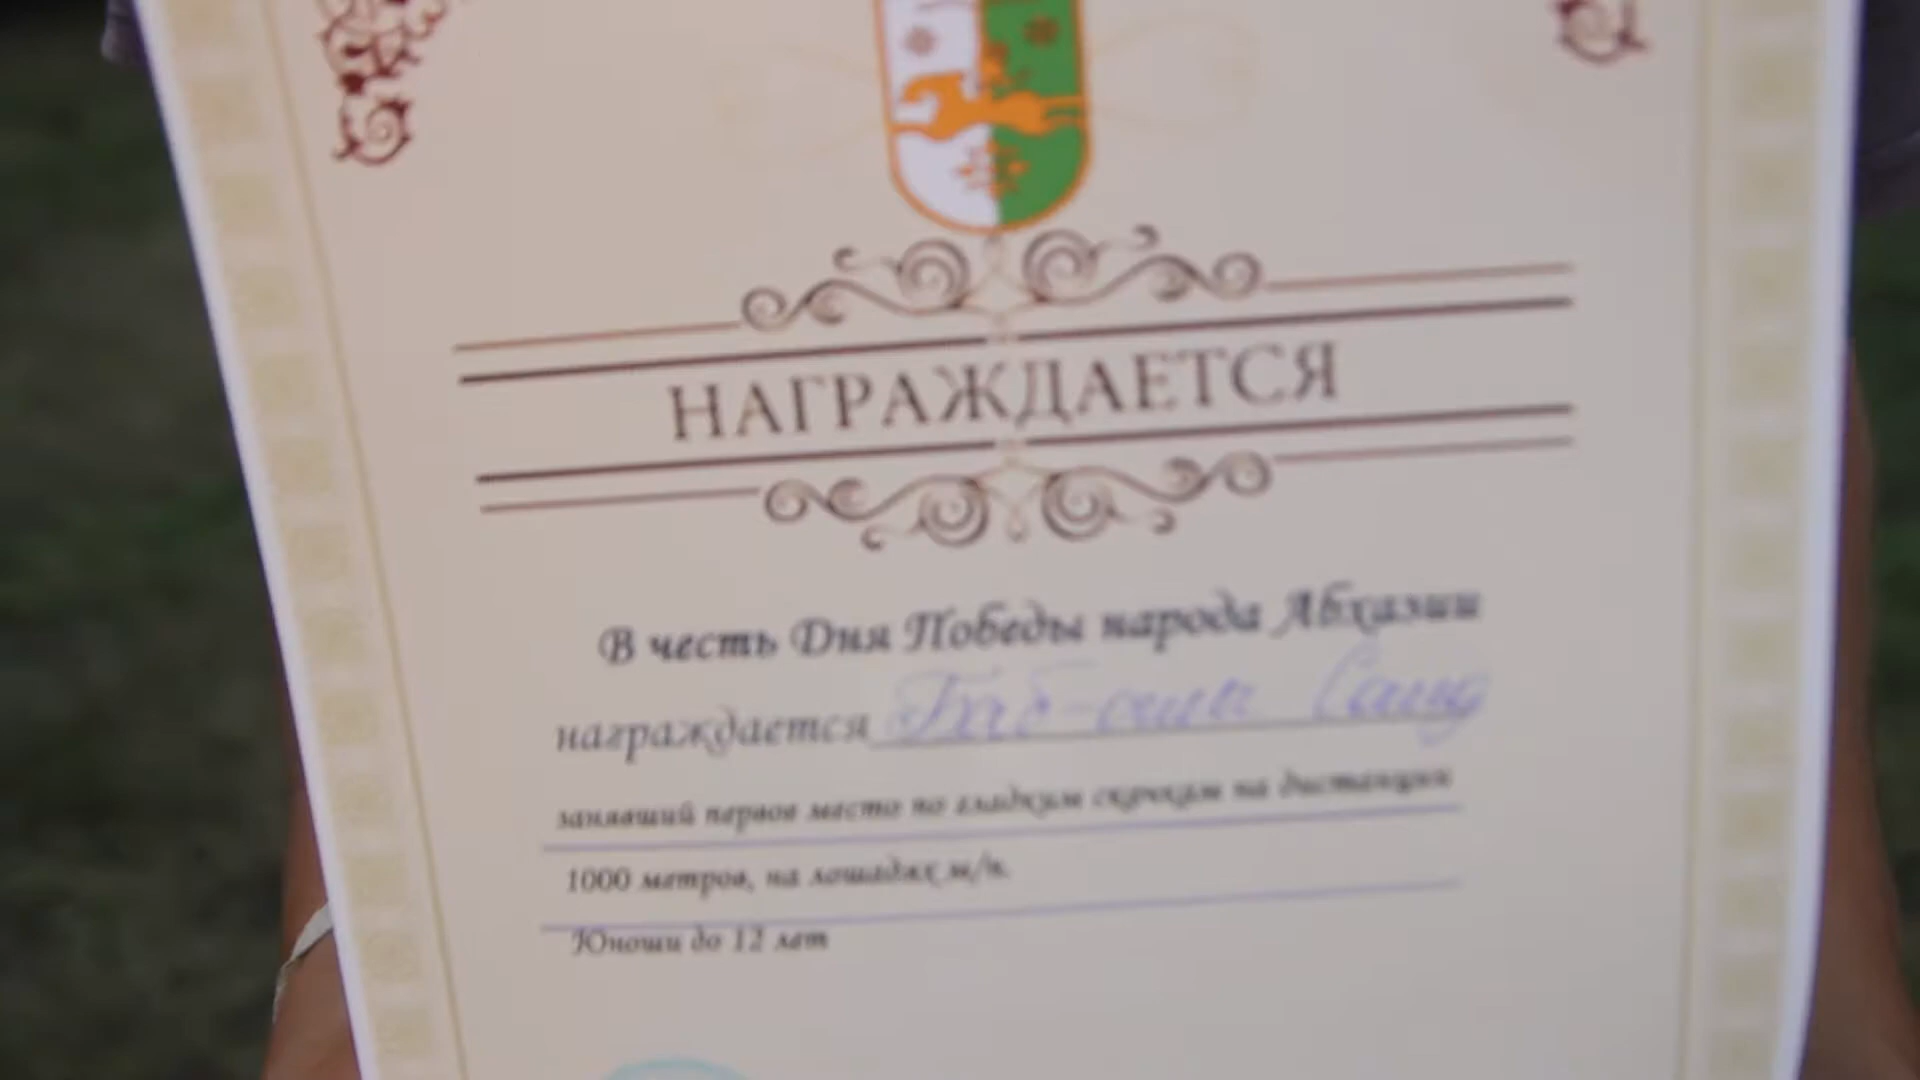 НАГРАЖДАЕТСЯ
В честь Дня Победы народа Абхазии
награждается
занявший первое место по гладким скачкам на дистанции
1000 метров, на лошадях м/п.
Юноши до 12 лет